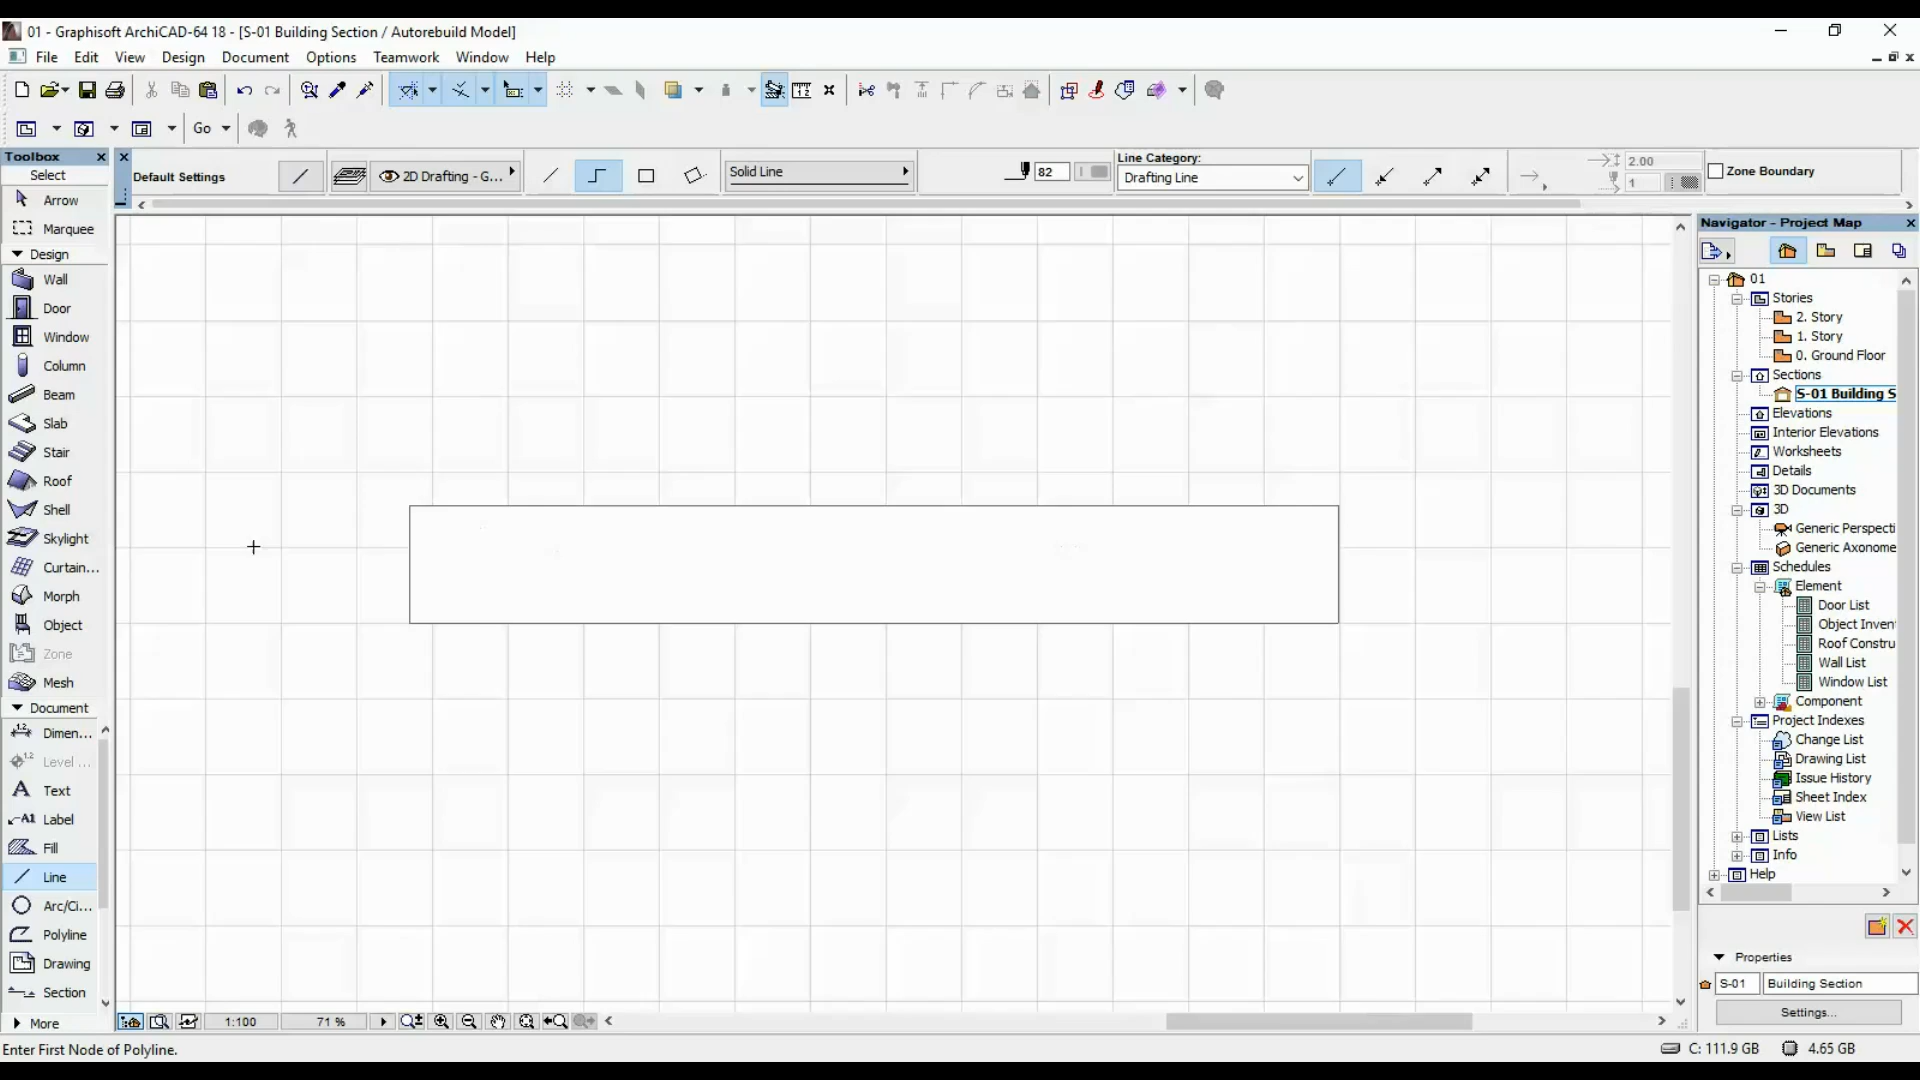 01 - Graphisoft ArchiCAD-64 18 - [S-01 Building Section / Autorebuild Model]
File Edit View Design Document Options Teamwork Window Help
Go
Toolbox
Select
Arrow
Marquee
Design
Wall
Door
Window
Column
Beam
Slab
Stair
Roof
Shell
Skylight
Curtain...
Morph
Object
Zone
Mesh
Document
Dimen...
Level ...
Text
Label
Fill
Line
Arc/Ci...
Polyline
Drawing
Section
More
Default Settings
2D Drafting - G...
Solid Line
82
Line Category:
Drafting Line
2.00
1
Zone Boundary
Navigator - Project Map
01
Stories
2. Story
1. Story
0. Ground Floor
Sections
S-01 Building S
Elevations
Interior Elevations
Worksheets
Details
3D Documents
3D
Generic Perspecti
Generic Axonome
Schedules
Element
Door List
Object Inven
Roof Constru
Wall List
Window List
Component
Project Indexes
Change List
Drawing List
Issue History
Sheet Index
View List
Lists
Info
Help
Properties
S-01 Building Section
Settings...
1:100 71 %
Enter First Node of Polyline.
C: 111.9 GB 4.65 GB